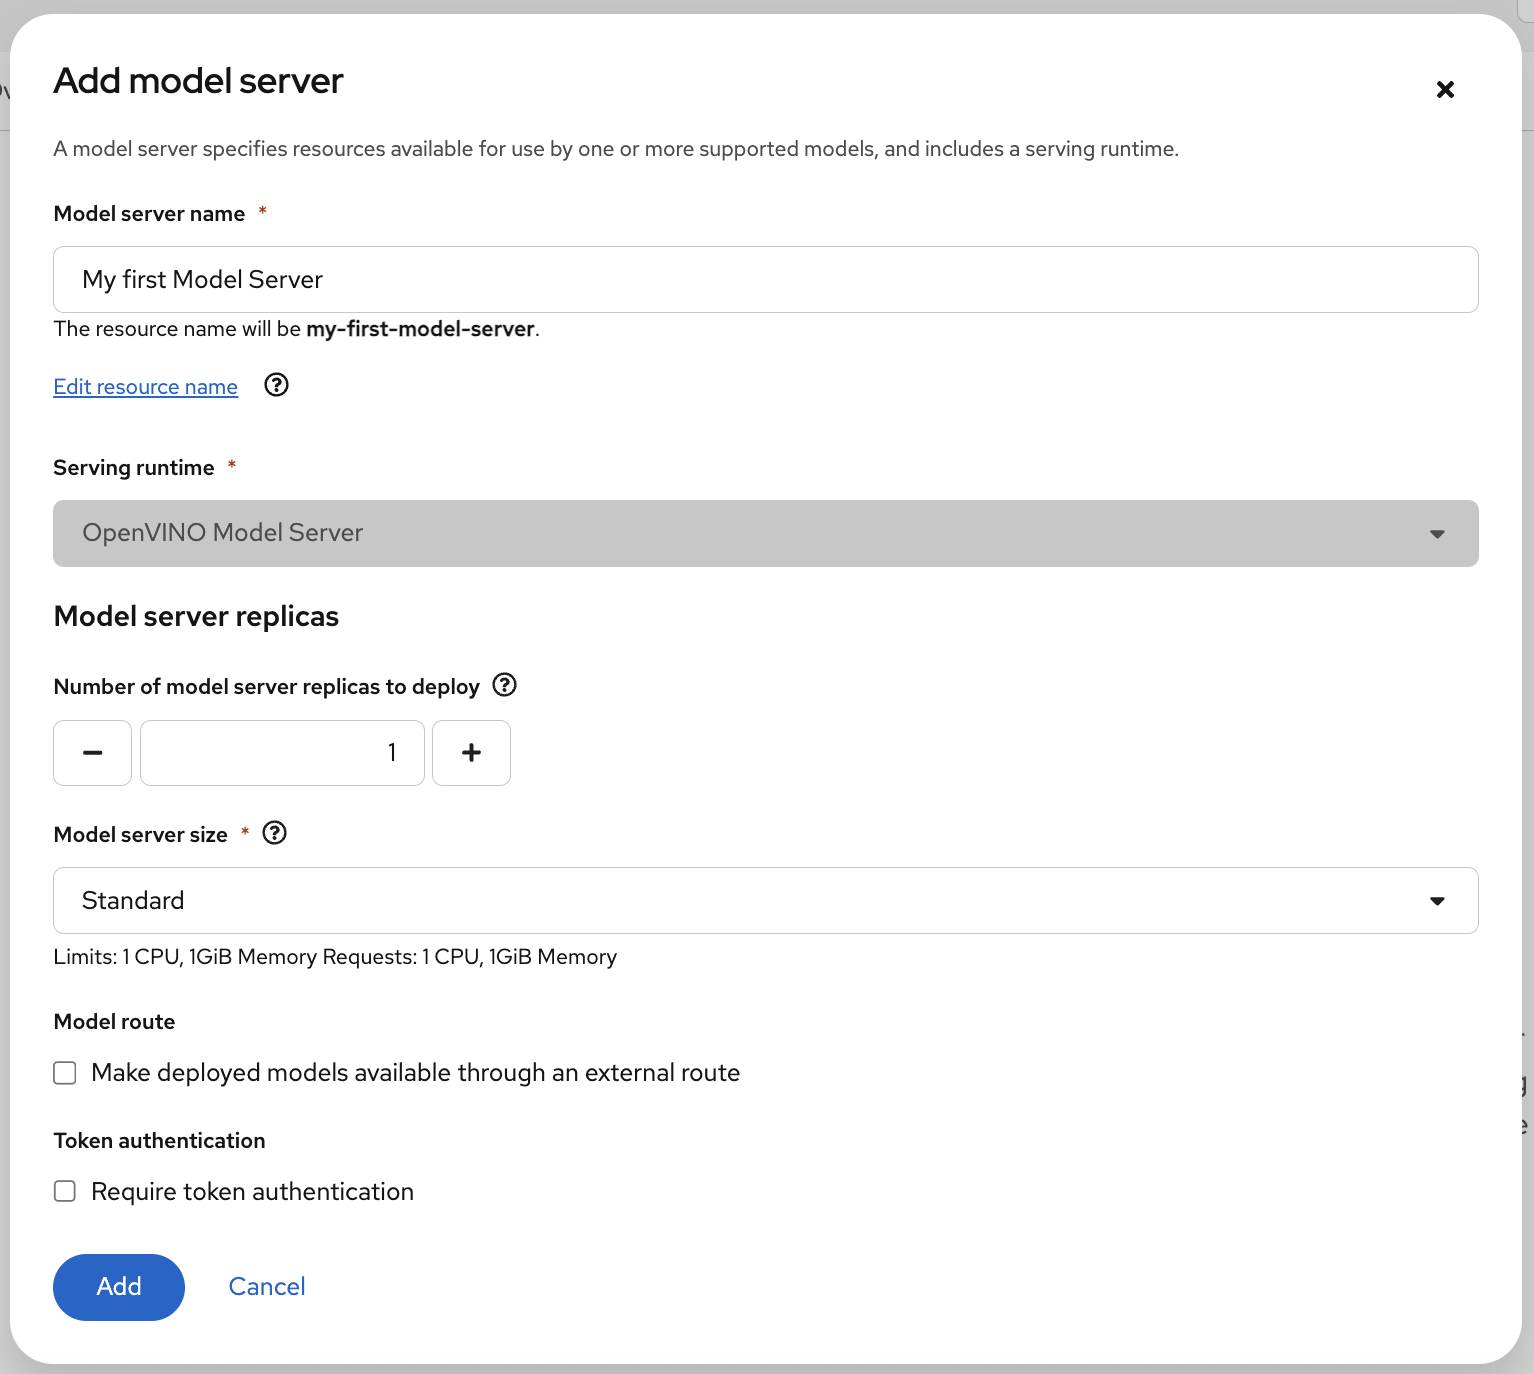 Add model server
A model server specifies resources available for use by one or more supported models, and includes a serving runtime.
Model server name *
My first Model Server
The resource name will be my-first-model-server.
Edit resource name
Serving runtime *
OpenVINO Model Server
Model server replicas
Number of model server replicas to deploy
1
Model server size *
Standard
Limits: 1 CPU, 1GiB Memory Requests: 1 CPU, 1GiB Memory
Model route
Make deployed models available through an external route
Token authentication
Require token authentication
Add Cancel